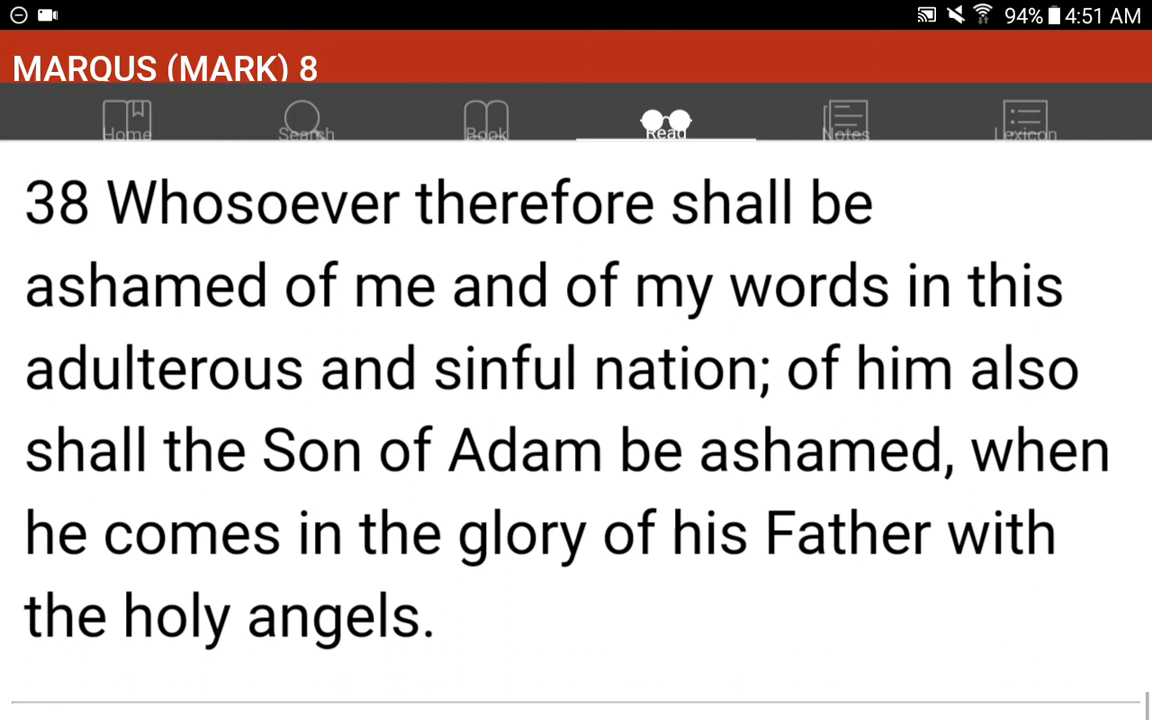 94% 4:51 AM
MARQUS (MARK) 8
Home Search Book Read Notes Lexicon
38 Whosoever therefore shall be
ashamed of me and of my words in this
adulterous and sinful nation; of him also
shall the Son of Adam be ashamed, when
he comes in the glory of his Father with
the holy angels.